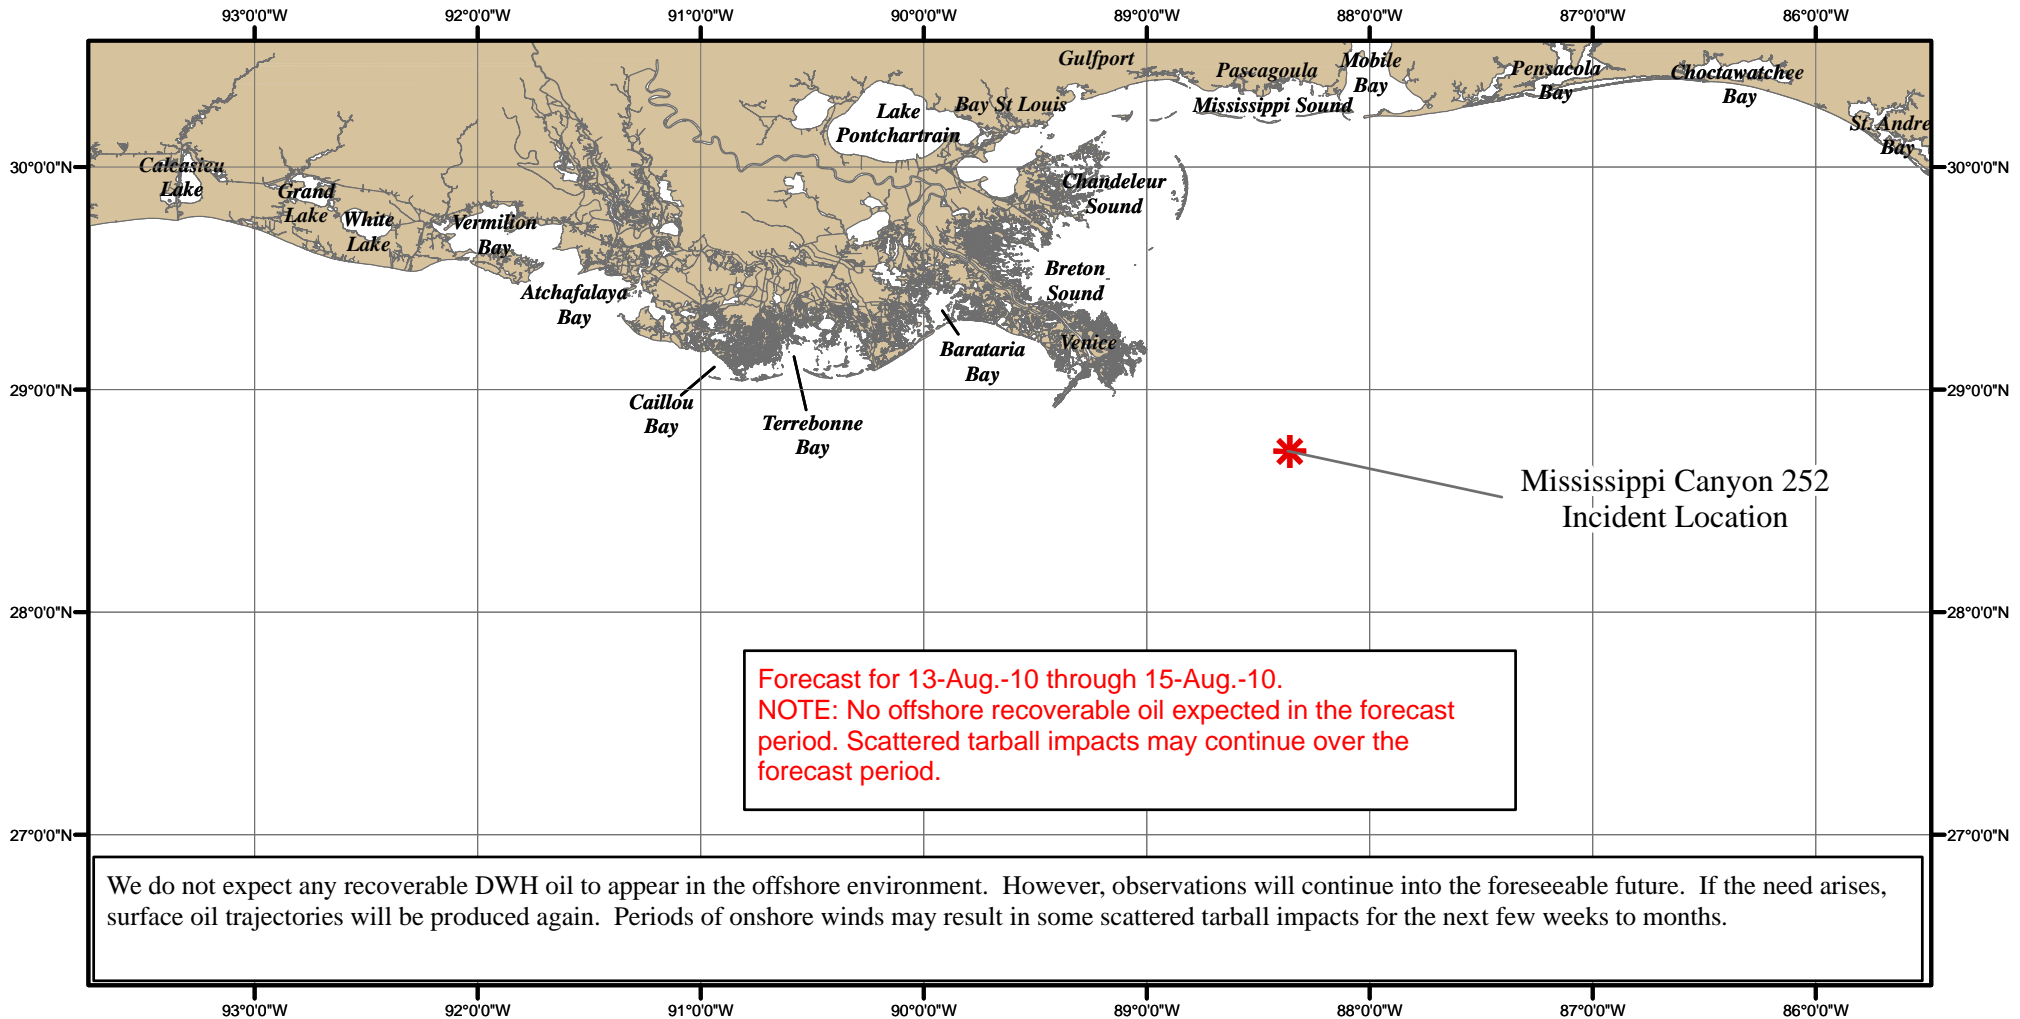 93°0'0"W 92°0'0"W 91°0'0"W 90°0'0"W 89°0'0"W 88°0'0"W 87°0'0"W 86°0'0"W
Gulfport
Mobile
Bay
Pascagoula
Pensacola
Bay
Choctawatchee
Bay
Bay St Louis
Mississippi Sound
Lake
Pontchartrain
St. Andre
Bay
30°0'0"N
30°0'0"N
Calcasieu
Lake
Grand
Lake
White
Lake
Vermilion
Bay
Chandeleur
Sound
Breton
Sound
Atchafalaya
Bay
Venice
Barataria
Bay
29°0'0"N
29°0'0"N
Caillou
Bay
Terrebonne
Bay
Mississippi Canyon 252
Incident Location
28°0'0"N
28°0'0"N
Forecast for 13-Aug.-10 through 15-Aug.-10.
NOTE: No offshore recoverable oil expected in the forecast
period. Scattered tarball impacts may continue over the
forecast period.
27°0'0"N
27°0'0"N
We do not expect any recoverable DWH oil to appear in the offshore environment.  However, observations will continue into the foreseeable future.  If the need arises,
surface oil trajectories will be produced again.  Periods of onshore winds may result in some scattered tarball impacts for the next few weeks to months.
93°0'0"W 92°0'0"W 91°0'0"W 90°0'0"W 89°0'0"W 88°0'0"W 87°0'0"W 86°0'0"W